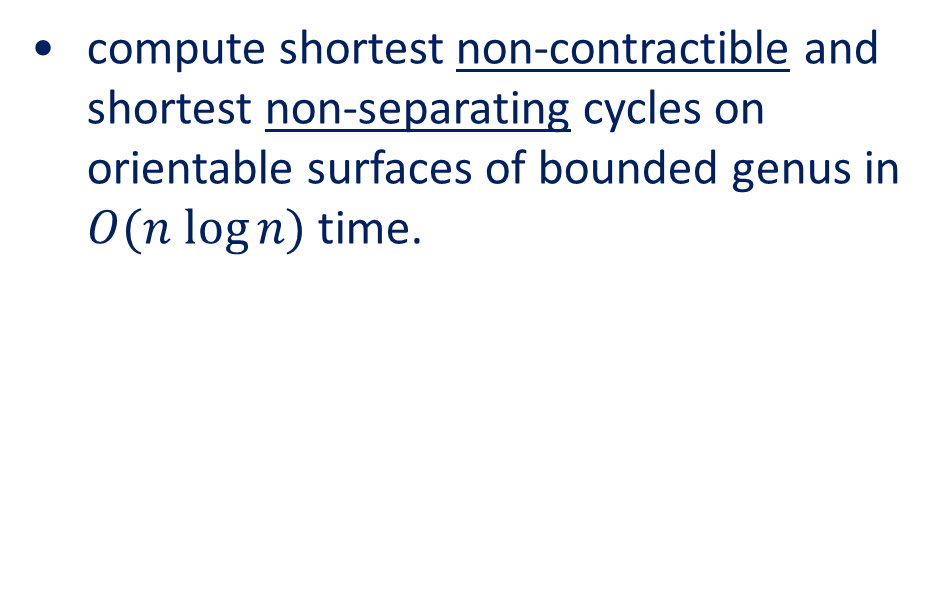 • compute shortest non-contractible and
shortest non-separating cycles on
orientable surfaces of bounded genus in
O(n log n) time.